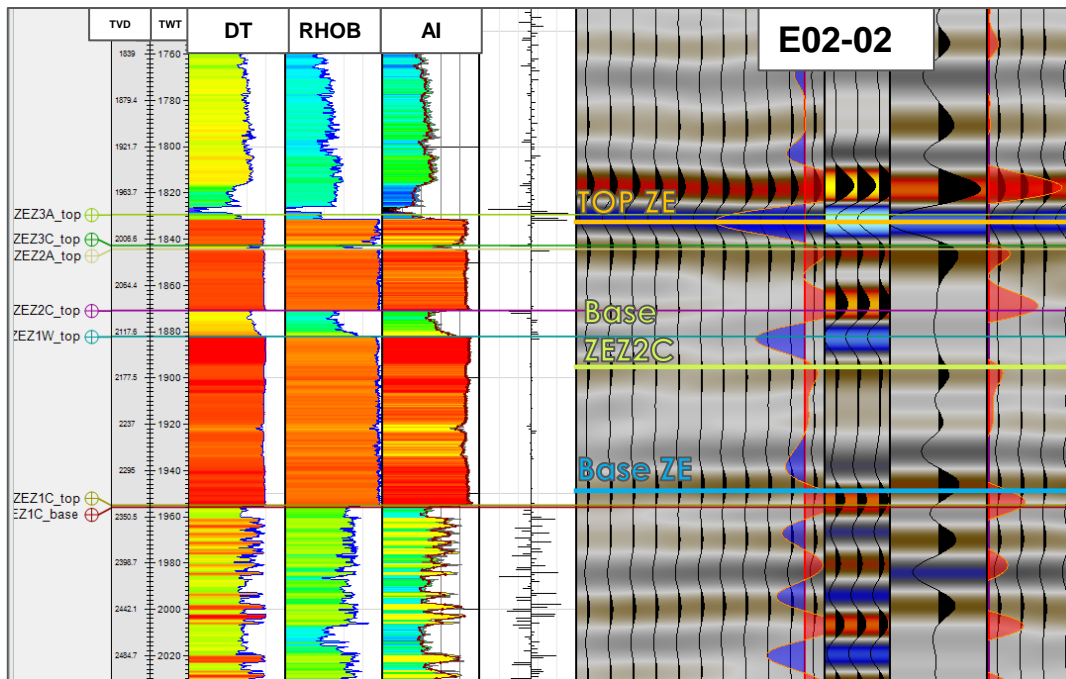 TVD TWT DT RHOB AI E02-02
1839 1760
1879.4 1780
1921.7 1800
1963.7 1820
TOP ZE
ZEZ3A_top
ZEZ3C_top 2006.6 1840
ZEZ2A_top
2064.4 1860
ZEZ2C_top
Base
2117.6 1880
ZEZ1W_top
ZEZ2C
2177.5 1900
2237 1920
2295 1940
Base ZE
ZEZ1C_top
EZ1C_base 2350.5 1960
2398.7 1980
2442.1 2000
2484.7 2020